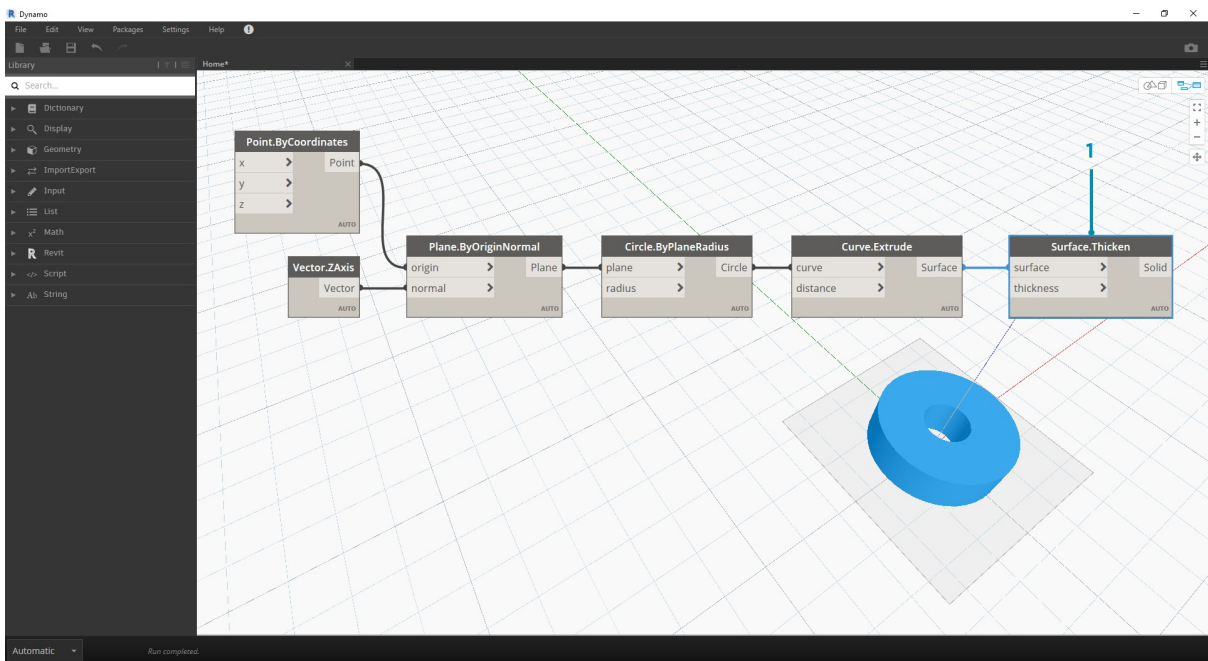 R Dynamo
File Edit View Packages Settings Help !
Library
Home*
Search...
Dictionary
Display
Geometry
ImportExport
Input
List
x² Math
R Revit
</> Script
Ab String
1
Point.ByCoordinates
x > Point
y >
z >
AUTO
Vector.ZAxis
Vector
AUTO
Plane.ByOriginNormal
origin > Plane
normal >
AUTO
Circle.ByPlaneRadius
plane > Circle
radius >
AUTO
Curve.Extrude
curve > Surface
distance >
AUTO
Surface.Thicken
surface > Solid
thickness >
AUTO
Automatic
Run completed.